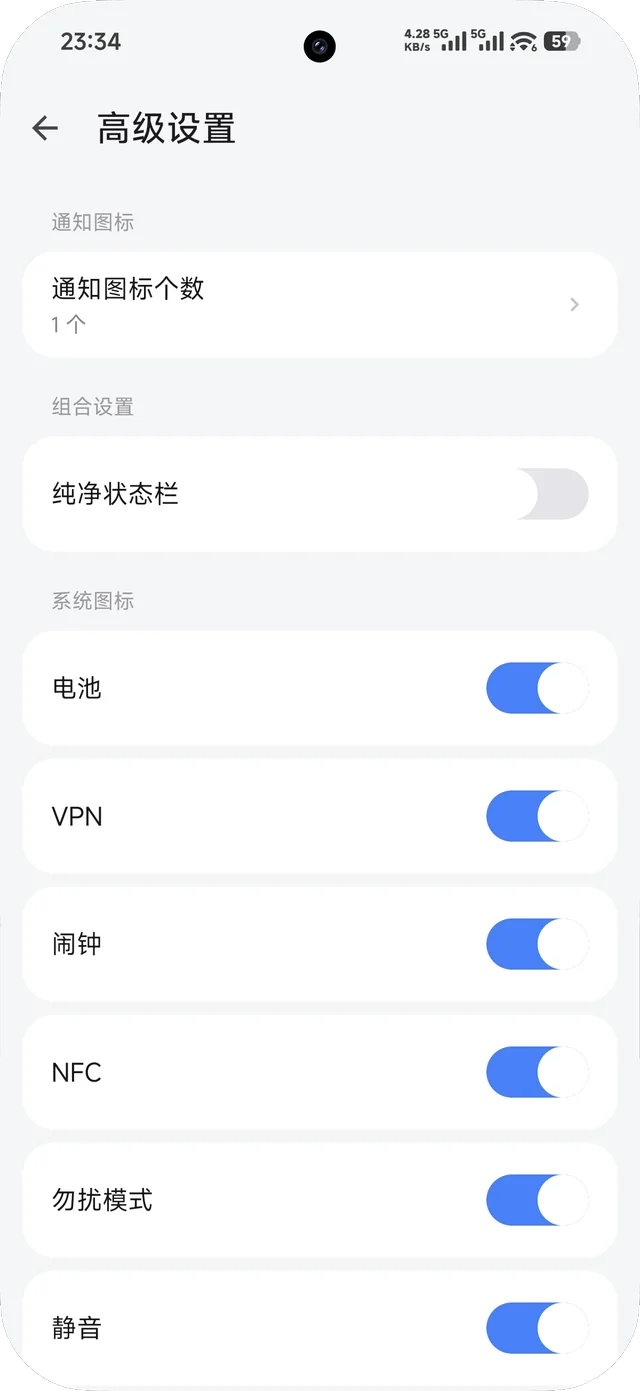 23:34
4.28 5G 5G 59
KB/s 6
高级设置
通知图标
通知图标个数
1 个
组合设置
纯净状态栏
系统图标
电池
VPN
闹钟
NFC
勿扰模式
静音